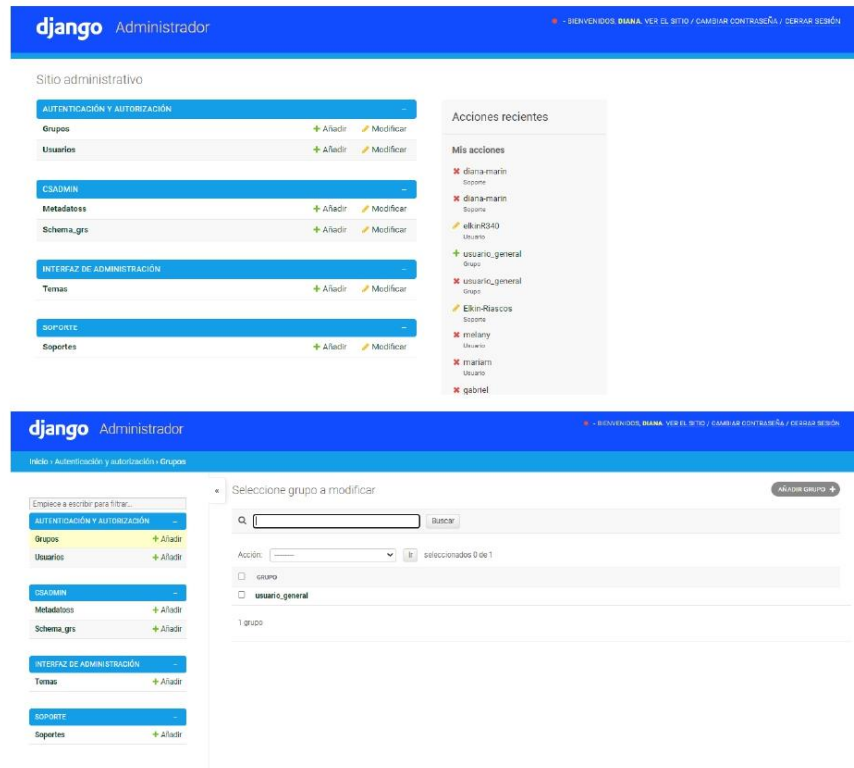 django Administrador
- BIENVENIDOS, DIANA. VER EL SITIO / CAMBIAR CONTRASEÑA / CERRAR SESIÓN
Sitio administrativo
AUTENTICACIÓN Y AUTORIZACIÓN –
Grupos + Añadir Modificar
Usuarios + Añadir Modificar
CSADMIN –
Metadatoss + Añadir Modificar
Schema_grs + Añadir Modificar
INTERFAZ DE ADMINISTRACIÓN –
Temas + Añadir Modificar
SOPORTE –
Soportes + Añadir Modificar
Acciones recientes
Mis acciones
diana-marin
Soporte
diana-marin
Soporte
elkinR340
Usuario
usuario_general
Grupo
usuario_general
Grupo
Elkin-Riascos
Soporte
melany
Usuario
mariam
Usuario
gabriel
django Administrador
- BIENVENIDOS, DIANA. VER EL SITIO / CAMBIAR CONTRASEÑA / CERRAR SESIÓN
Inicio › Autenticación y autorización › Grupos
Empiece a escribir para filtrar...
AUTENTICACIÓN Y AUTORIZACIÓN –
Grupos + Añadir
Usuarios + Añadir
CSADMIN –
Metadatoss + Añadir
Schema_grs + Añadir
INTERFAZ DE ADMINISTRACIÓN –
Temas + Añadir
SOPORTE –
Soportes + Añadir
«
Seleccione grupo a modificar
AÑADIR GRUPO +
Buscar
Acción: --------- Ir seleccionados 0 de 1
GRUPO
usuario_general
1 grupo